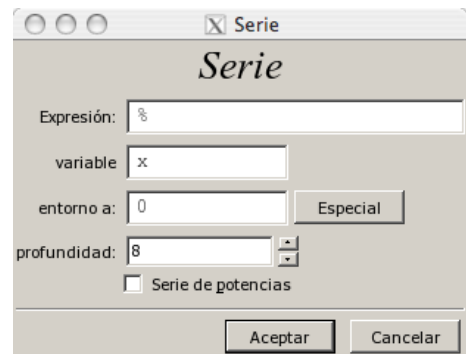 Serie
Serie
Expresión: %
variable x
entorno a: 0 Especial
profundidad: 8
Serie de potencias
Aceptar Cancelar